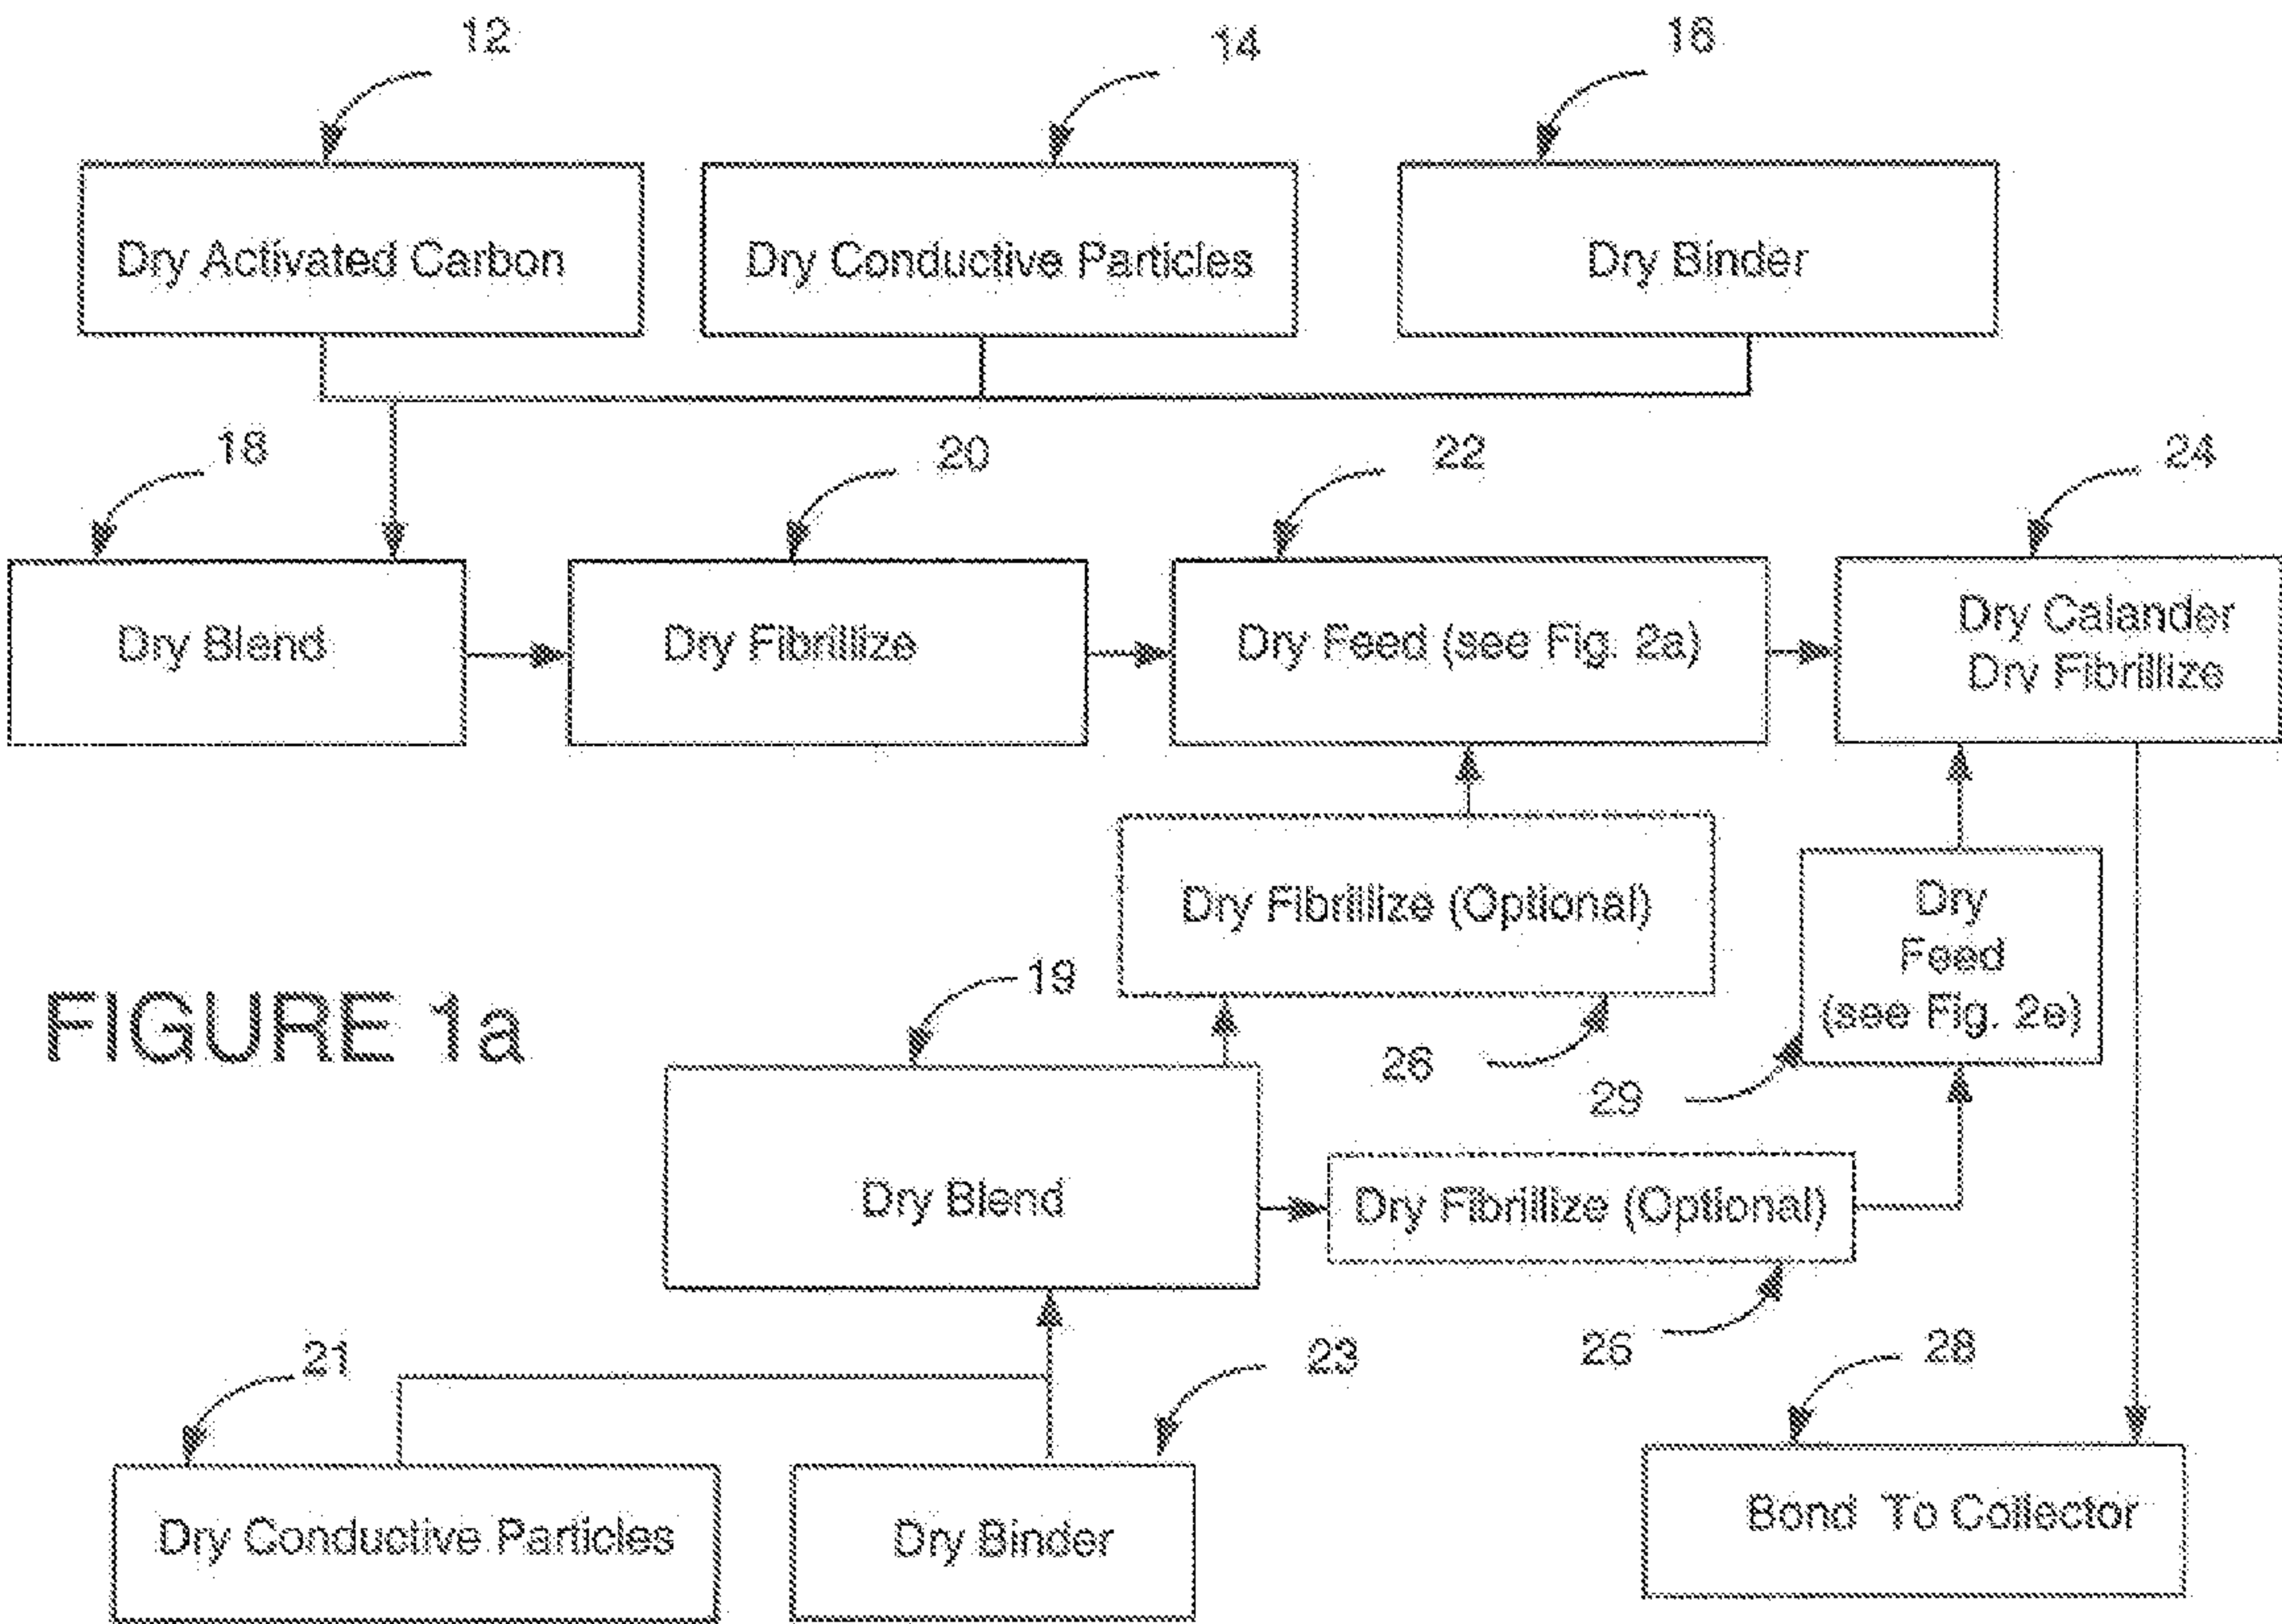 12
14
16
Dry Activated Carbon
Dry Conductive Particles
Dry Binder
18
20
22
24
Dry Blend
Dry Fibrillize
Dry Feed (see Fig. 2a)
Dry Calander
Dry Fibrillize
Dry Fibrillize (Optional)
Dry
Feed
(see Fig. 2e)
19
FIGURE 1a
26
29
Dry Blend
Dry Fibrillize (Optional)
21
23
25
28
Dry Conductive Particles
Dry Binder
Bond To Collector